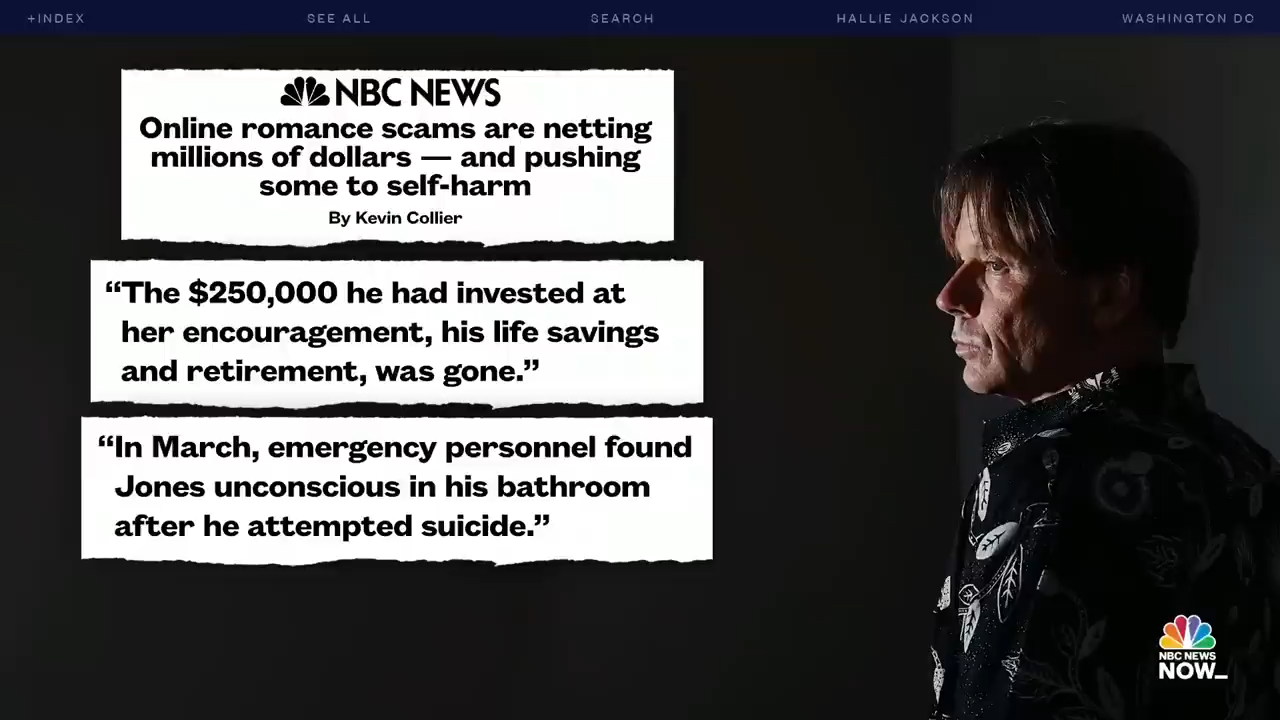 +INDEX
SEE ALL
SEARCH
HALLIE JACKSON
WASHINGTON DC
NBC NEWS
Online romance scams are netting
millions of dollars — and pushing
some to self-harm
By Kevin Collier
“The $250,000 he had invested at
her encouragement, his life savings
and retirement, was gone.”
“In March, emergency personnel found
Jones unconscious in his bathroom
after he attempted suicide.”
NBC NEWS
NOW_